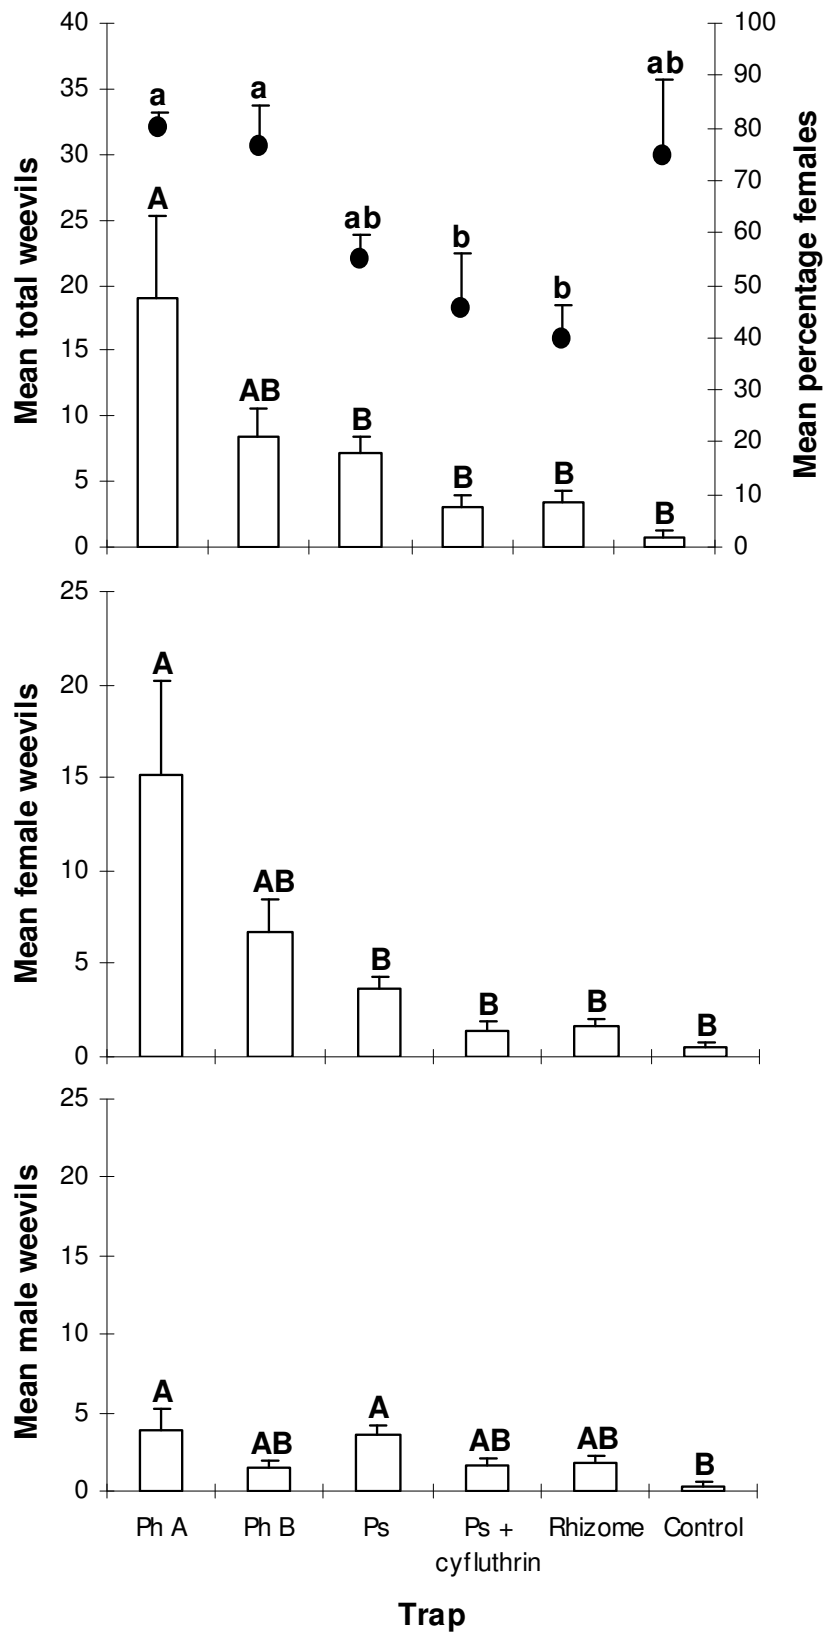 Mean total weevils
40
35
30
25
20
15
10
5
0
a
a
ab
b
b
ab
A
AB
B
B
B
B
100
90
80
70
60
50
40
30
20
10
0
Mean percentage females
Mean female weevils
25
20
15
10
5
0
A
AB
B
B
B
B
Mean male weevils
25
20
15
10
5
0
A
AB
A
AB
AB
B
Ph A
Ph B
Ps
Ps +
cyfluthrin
Rhizome
Control
Trap